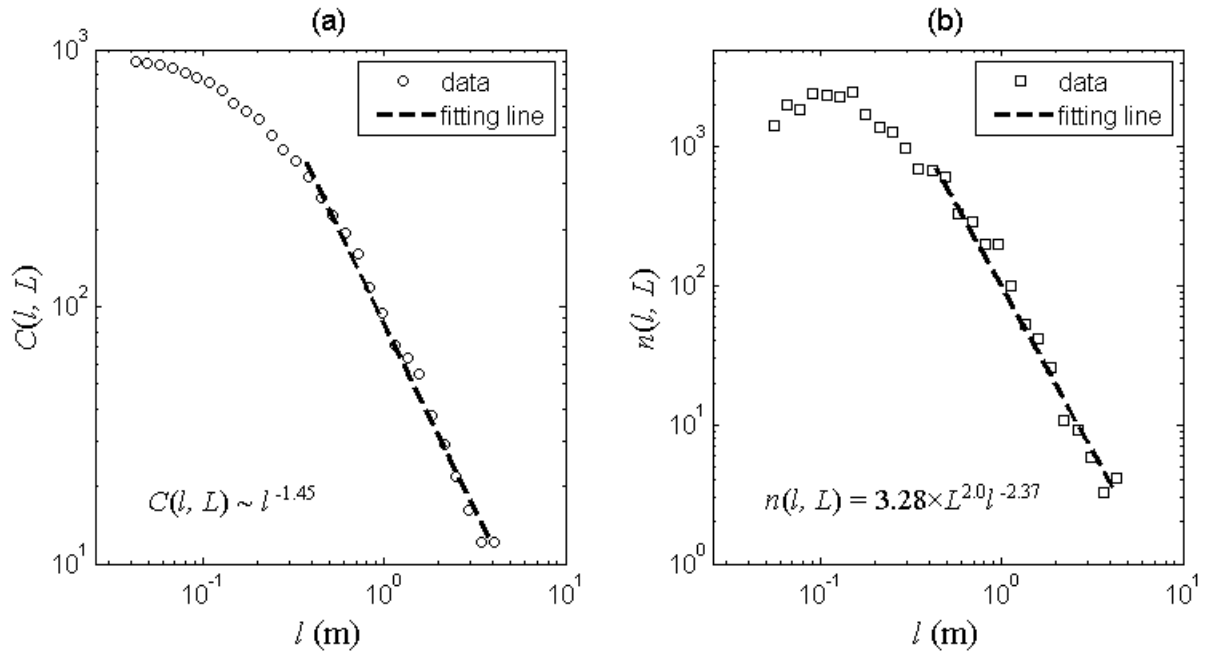 (a)
10^3
10^2
10^1
10^-1
10^0
10^1
C(l, L)
l (m)
data
fitting line
C(l, L) ~ l^-1.45
(b)
10^3
10^2
10^1
10^0
10^-1
10^0
10^1
n(l, L)
l (m)
data
fitting line
n(l, L) = 3.28×L^2.0 l^-2.37